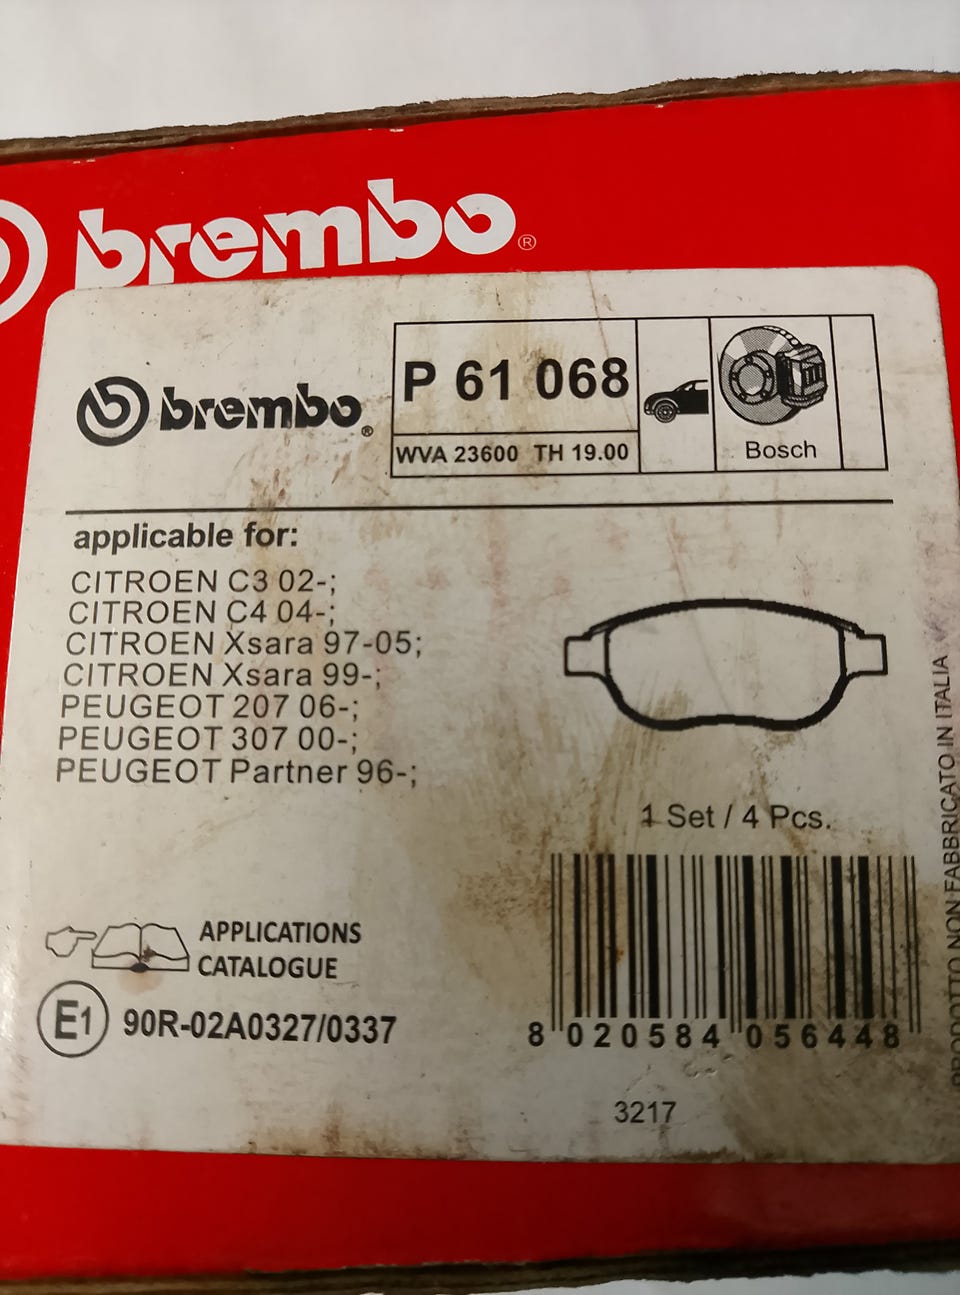 brembo®
brembo®
P 61 068
WVA 23600 TH 19.00
Bosch
applicable for:
CITROEN C3 02-;
CITROEN C4 04-;
CITROEN Xsara 97-05;
CITROEN Xsara 99-;
PEUGEOT 207 06-;
PEUGEOT 307 00-;
PEUGEOT Partner 96-;
1 Set / 4 Pcs.
APPLICATIONS
CATALOGUE
E1 90R-02A0327/0337
8 020584 056448
3217
PRODOTTO NON FABBRICATO IN ITALIA